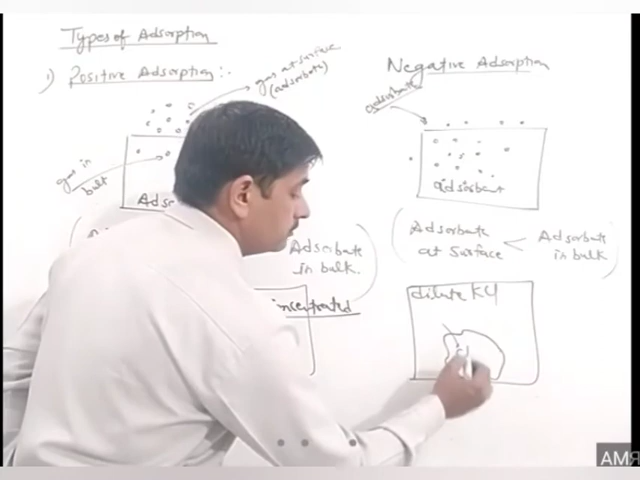 Types of Adsorption
1) Positive Adsorption :-
gas at surface
(adsorbate)
gas in
bulk
Ads
Adsorbate
in bulk.
Negative Adsorption
adsorbate
adsorbent
Adsorbate
at surface
<
Adsorbate
in bulk
dilute KCl